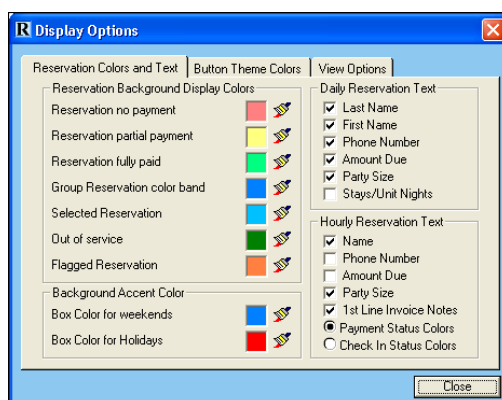 R Display Options
Reservation Colors and Text
Button Theme Colors
View Options
Reservation Background Display Colors
Reservation no payment
Reservation partial payment
Reservation fully paid
Group Reservation color band
Selected Reservation
Out of service
Flagged Reservation
Background Accent Color
Box Color for weekends
Box Color for Holidays
Daily Reservation Text
Last Name
First Name
Phone Number
Amount Due
Party Size
Stays/Unit Nights
Hourly Reservation Text
Name
Phone Number
Amount Due
Party Size
1st Line Invoice Notes
Payment Status Colors
Check In Status Colors
Close